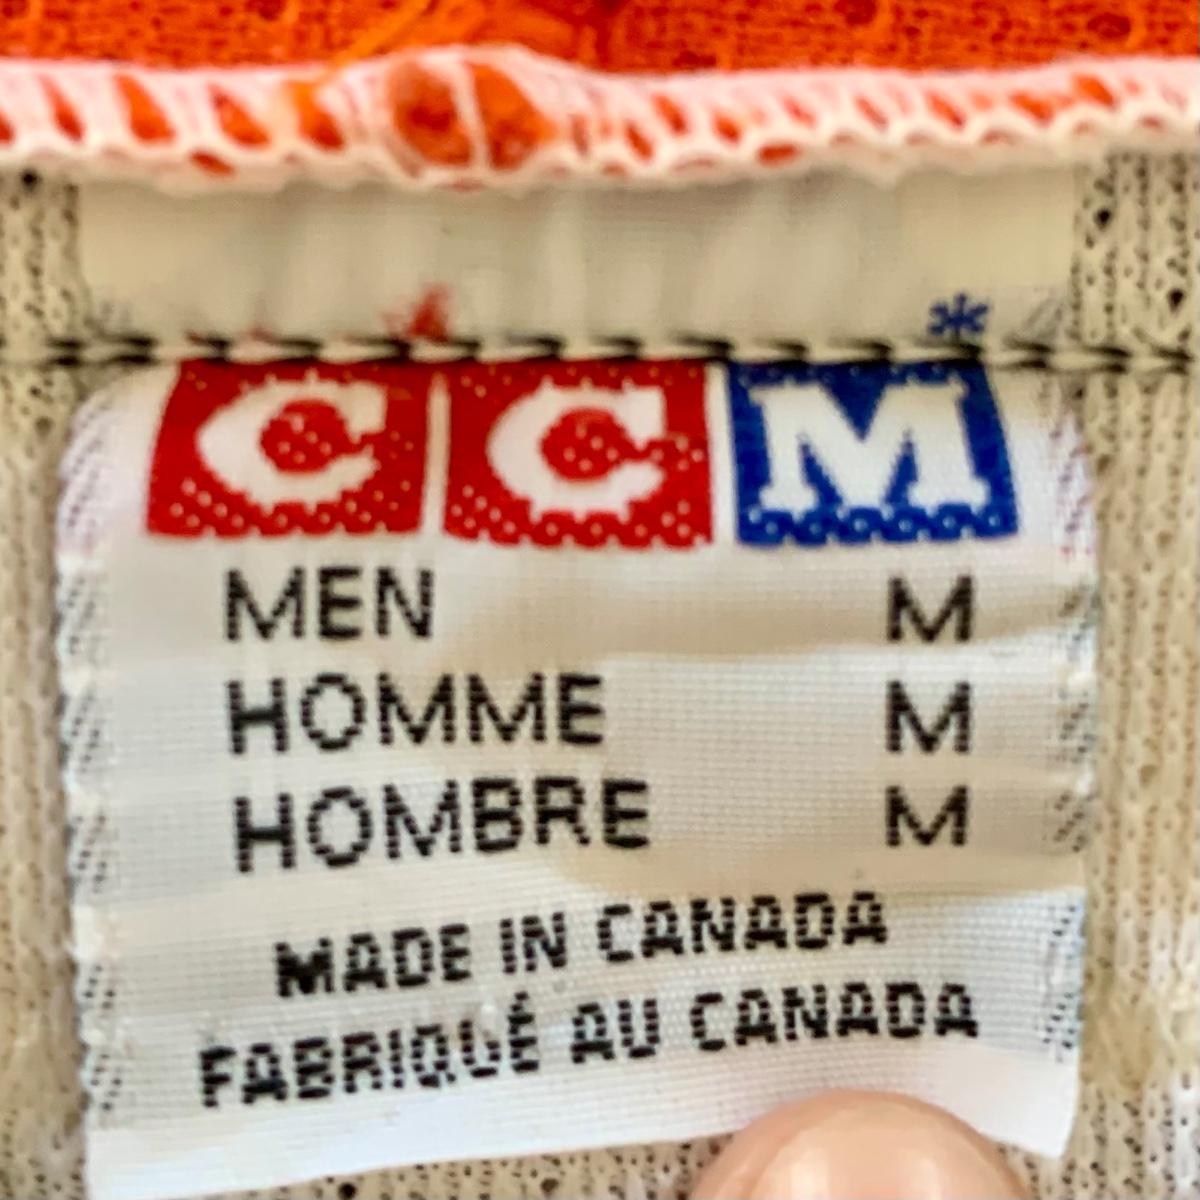 CCM*
MEN M
HOMME M
HOMBRE M
MADE IN CANADA
FABRIQUÉ AU CANADA